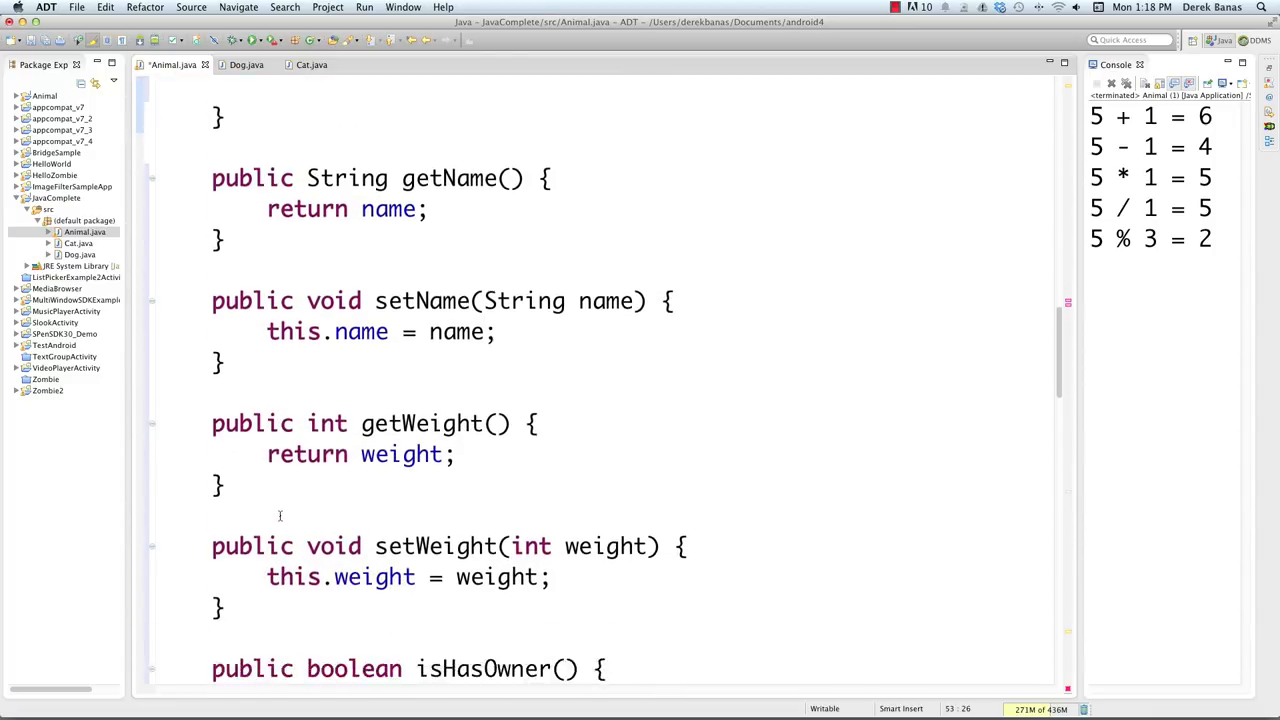 ADT File Edit Refactor Source Navigate Search Project Run Window Help 10 Mon 1:18 PM Derek Banas
Java - JavaComplete/src/Animal.java - ADT - /Users/derekbanas/Documents/android4
Quick Access Java DDMS
Package Exp
*Animal.java Dog.java Cat.java
Console
<terminated> Animal (1) [Java Application] /S
Animal
appcompat_v7
appcompat_v7_2
appcompat_v7_3
appcompat_v7_4
BridgeSample
HelloWorld
HelloZombie
ImageFilterSampleApp
JavaComplete
src
(default package)
Animal.java
Cat.java
Dog.java
JRE System Library [Ja
ListPickerExample2Activi
MediaBrowser
MultiWindowSDKExample
MusicPlayerActivity
SlookActivity
SPenSDK30_Demo
TestAndroid
TextGroupActivity
VideoPlayerActivity
Zombie
Zombie2
}
public String getName() {
return name;
}
public void setName(String name) {
this.name = name;
}
public int getWeight() {
return weight;
}
public void setWeight(int weight) {
this.weight = weight;
}
public boolean isHasOwner() {
5 + 1 = 6
5 - 1 = 4
5 * 1 = 5
5 / 1 = 5
5 % 3 = 2
Writable Smart Insert 53 : 26 271M of 436M